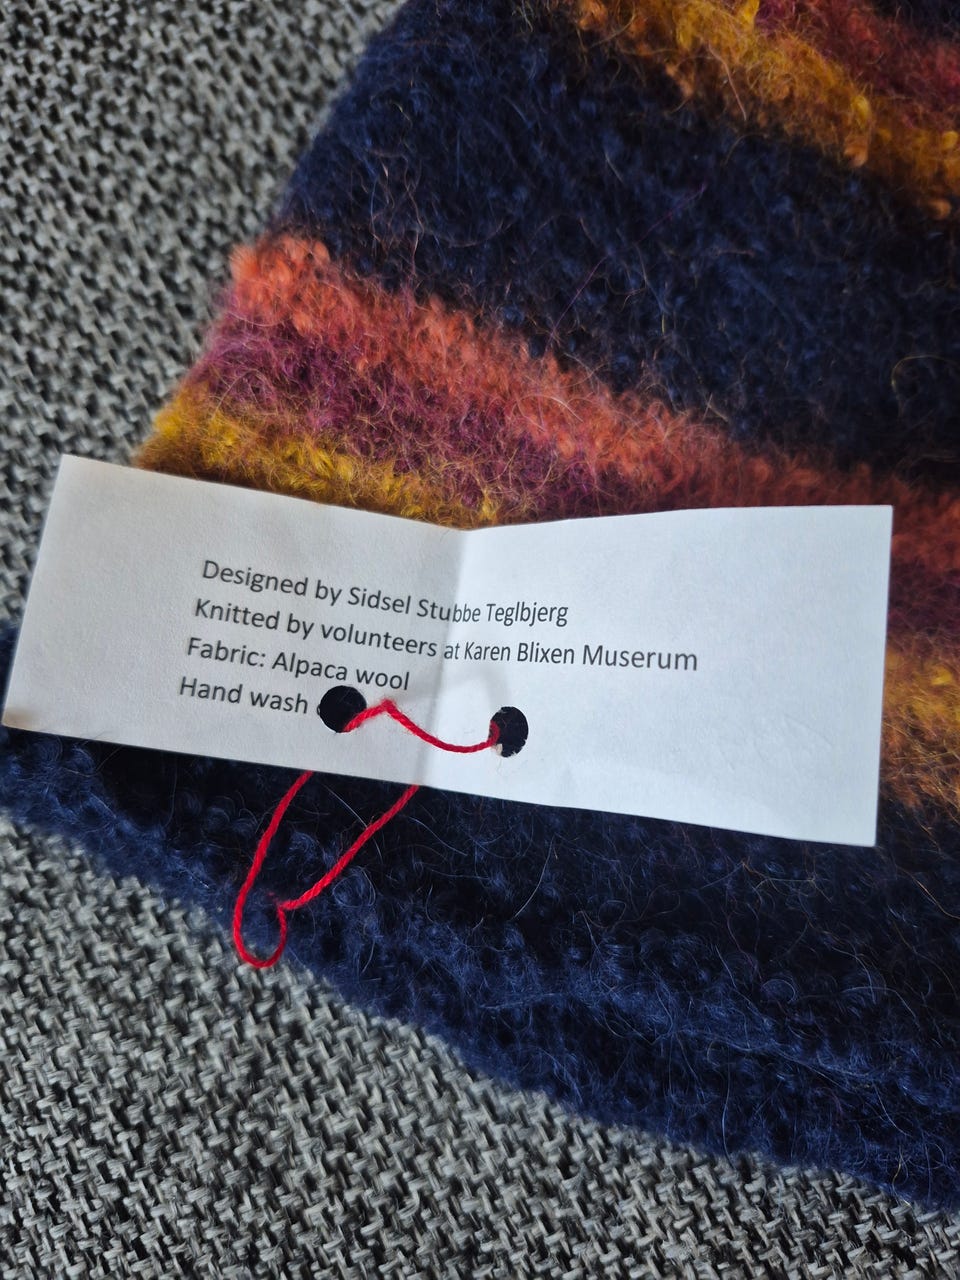 Designed by Sidsel Stubbe Teglbjerg
Knitted by volunteers at Karen Blixen Muserum
Fabric: Alpaca wool
Hand wash